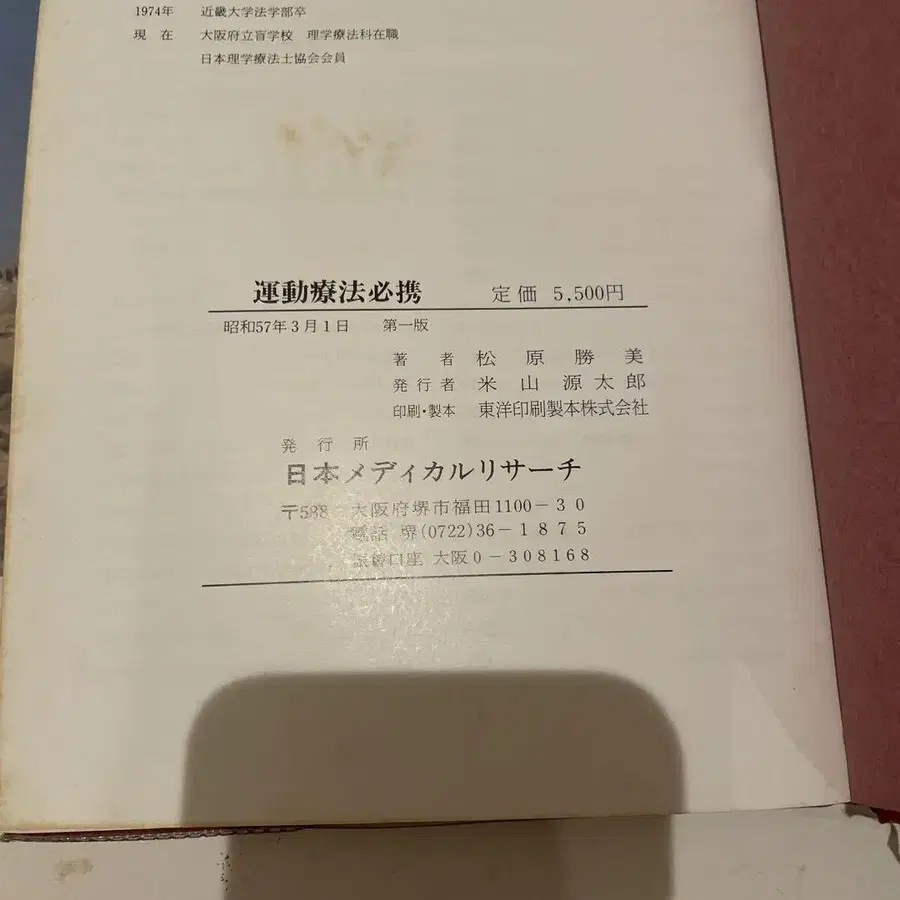 1974年 近畿大学法学部卒
現在 大阪府立盲学校 理学療法科在職
日本理学療法士協会会員
運動療法必携 定価 5,500円
昭和57年3月1日 第一版
著者 松原勝美
発行者 米山源太郎
印刷・製本 東洋印刷製本株式会社
発行所
日本メディカルリサーチ
〒588 大阪府堺市福田1100-30
電話 堺(0722)36-1875
振替口座 大阪0-308168